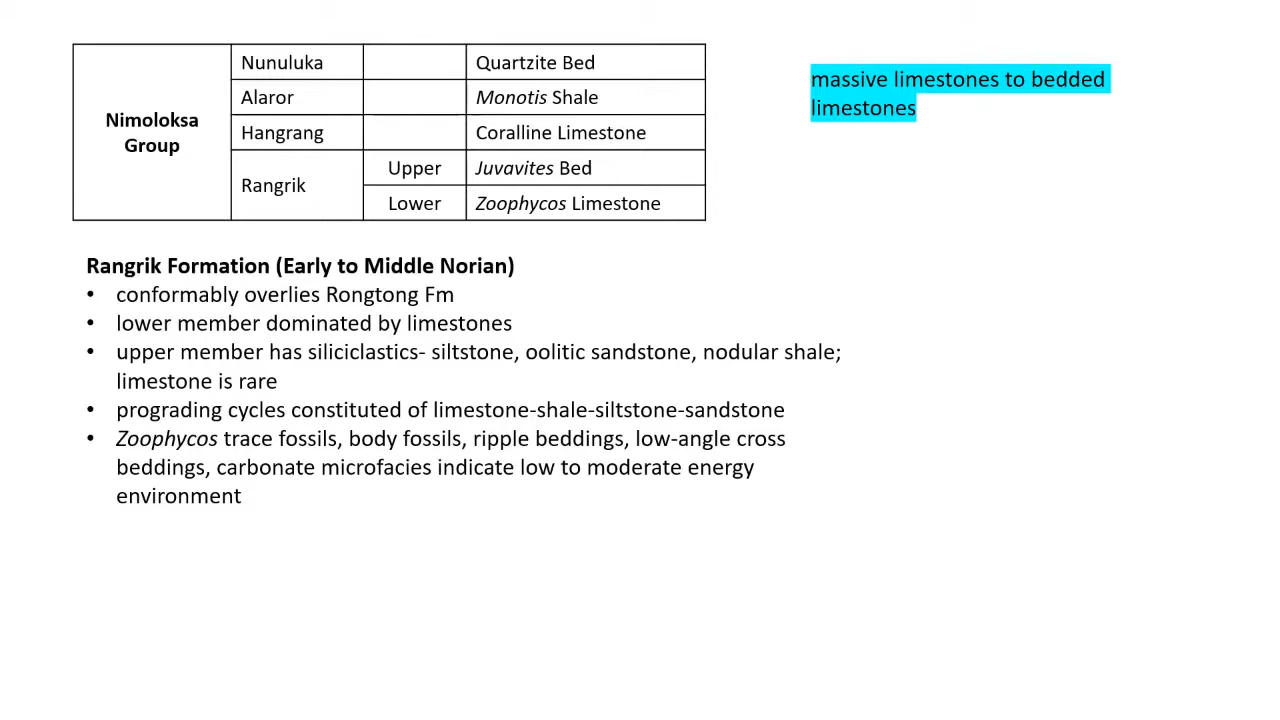 Nimoloksa
Group
Nunuluka
Quartzite Bed
Alaror
Monotis Shale
Hangrang
Coralline Limestone
Rangrik
Upper
Juvavites Bed
Lower
Zoophycos Limestone
massive limestones to bedded
limestones
Rangrik Formation (Early to Middle Norian)
• conformably overlies Rongtong Fm
• lower member dominated by limestones
• upper member has siliciclastics- siltstone, oolitic sandstone, nodular shale;
limestone is rare
• prograding cycles constituted of limestone-shale-siltstone-sandstone
• Zoophycos trace fossils, body fossils, ripple beddings, low-angle cross
beddings, carbonate microfacies indicate low to moderate energy
environment